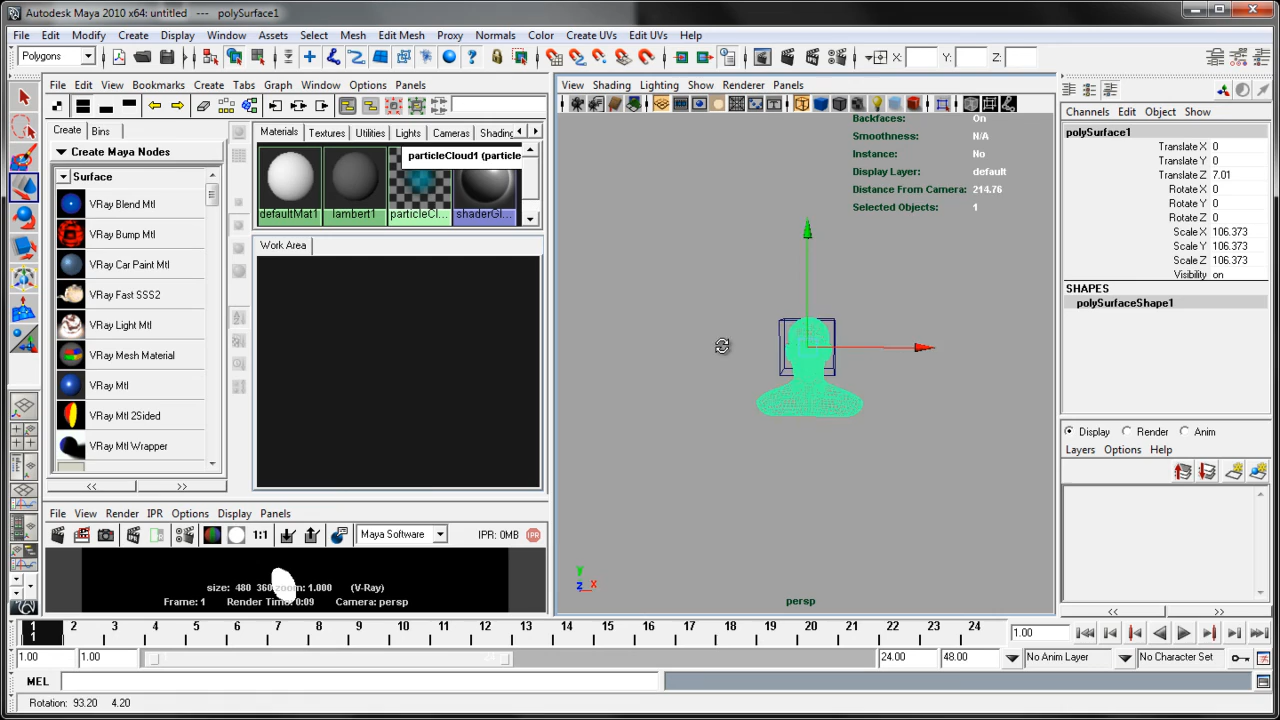 Autodesk Maya 2010 x64: untitled --- polySurface1
File Edit Modify Create Display Window Assets Select Mesh Edit Mesh Proxy Normals Color Create UVs Edit UVs Help
Polygons X: Y: Z:
File Edit View Bookmarks Create Tabs Graph Window Options Panels
Create Bins
Create Maya Nodes
Surface
VRay Blend Mtl
VRay Bump Mtl
VRay Car Paint Mtl
VRay Fast SSS2
VRay Light Mtl
VRay Mesh Material
VRay Mtl
VRay Mtl 2Sided
VRay Mtl Wrapper
<< >>
Materials Textures Utilities Lights Cameras Shading
particleCloud1 (particle
defaultMat1 lambert1 particleCl... shaderGl...
Work Area
File View Render IPR Options Display Panels
1:1 Maya Software IPR: 0MB
size: 480 360 zoom: 1.000 (V-Ray)
Frame: 1 Render Time: 0:09 Camera: persp
View Shading Lighting Show Renderer Panels
Backfaces: On
Smoothness: N/A
Instance: No
Display Layer: default
Distance From Camera: 214.76
Selected Objects: 1
y
z x
persp
Channels Edit Object Show
polySurface1
Translate X 0
Translate Y 0
Translate Z 7.01
Rotate X 0
Rotate Y 0
Rotate Z 0
Scale X 106.373
Scale Y 106.373
Scale Z 106.373
Visibility on
SHAPES
polySurfaceShape1
Display Render Anim
Layers Options Help
<< >>
1 2 3 4 5 6 7 8 9 10 11 12 13 14 15 16 17 18 19 20 21 22 23 24 1.00
1
1.00 1.00 24 24.00 48.00 No Anim Layer No Character Set
MEL
Rotation: 93.20 4.20